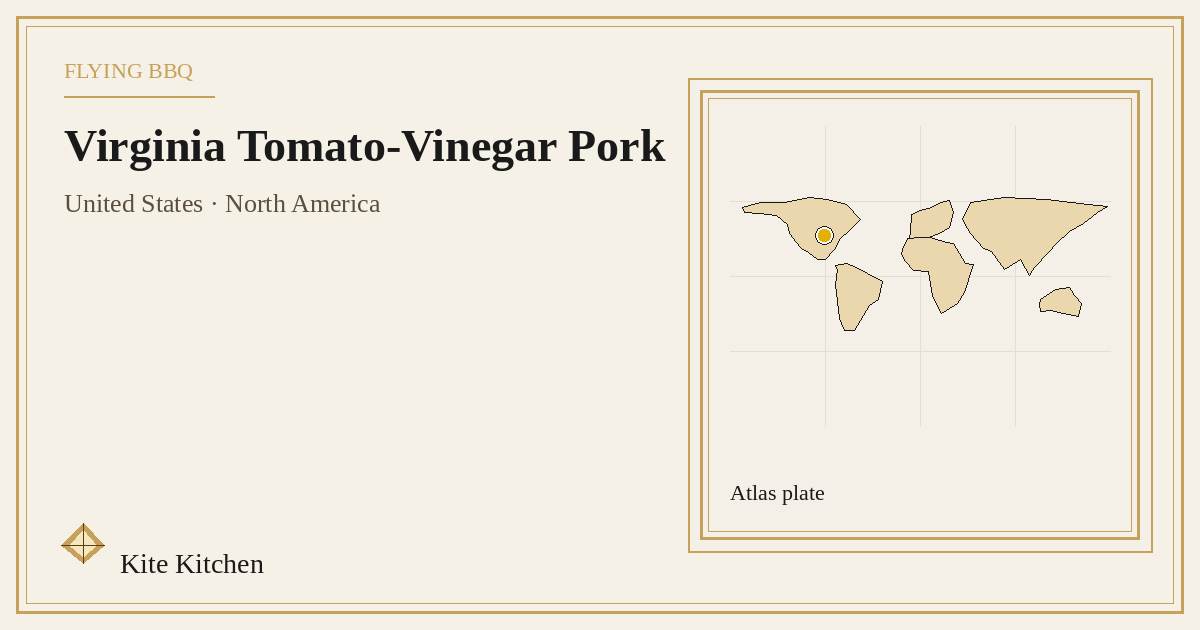 FLYING BBQ
Virginia Tomato-Vinegar Pork
United States · North America
Atlas plate
Kite Kitchen